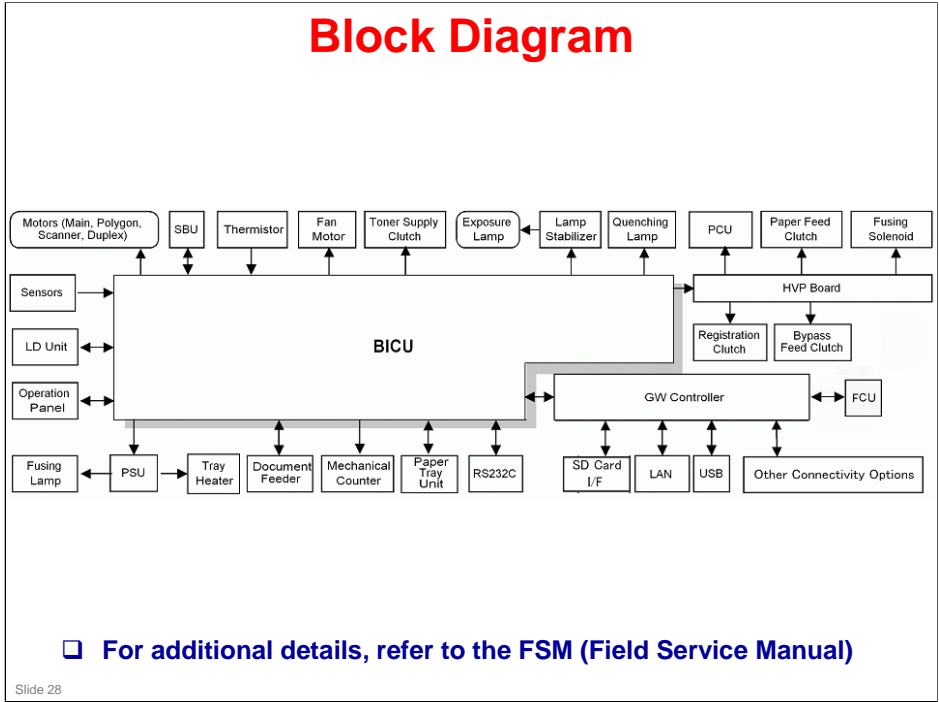 Block Diagram
Motors (Main, Polygon,
Scanner, Duplex)
SBU
Thermistor
Fan
Motor
Toner Supply
Clutch
Exposure
Lamp
Lamp
Stabilizer
Quenching
Lamp
PCU
Paper Feed
Clutch
Fusing
Solenoid
Sensors
HVP Board
LD Unit
BICU
Registration
Clutch
Bypass
Feed Clutch
Operation
Panel
GW Controller
FCU
Fusing
Lamp
PSU
Tray
Heater
Document
Feeder
Mechanical
Counter
Paper
Tray
Unit
RS232C
SD Card
I/F
LAN
USB
Other Connectivity Options
❑ For additional details, refer to the FSM (Field Service Manual)
Slide 28